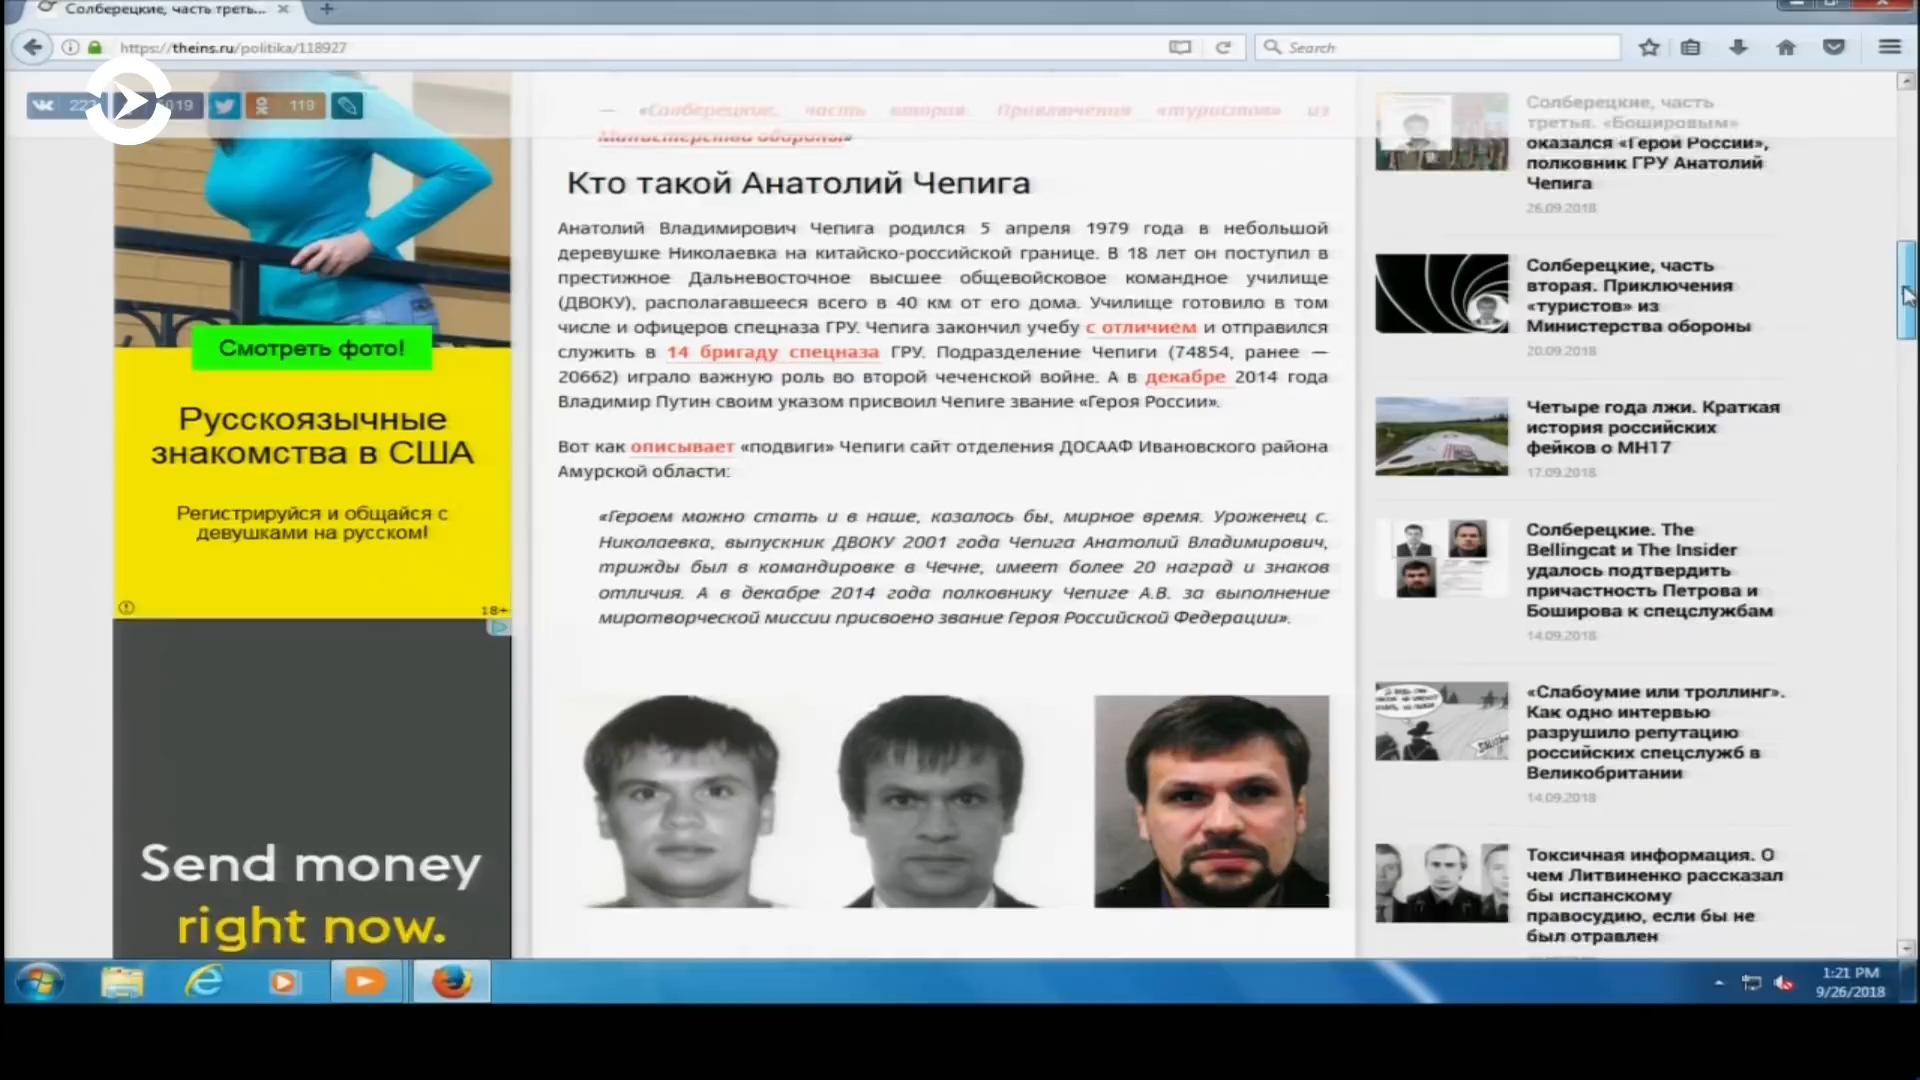 Солберецкие, часть треть...
https://theins.ru/politika/118927
Search
223
119
— «Солберецкие, часть вторая. Приключения «туристов» из
Министерства обороны»
Кто такой Анатолий Чепига
Анатолий Владимирович Чепига родился 5 апреля 1979 года в небольшой
деревушке Николаевка на китайско-российской границе. В 18 лет он поступил в
престижное Дальневосточное высшее общевойсковое командное училище
(ДВОКУ), располагавшееся всего в 40 км от его дома. Училище готовило в том
числе и офицеров спецназа ГРУ. Чепига закончил учебу с отличием и отправился
служить в 14 бригаду спецназа ГРУ. Подразделение Чепиги (74854, ранее —
20662) играло важную роль во второй чеченской войне. А в декабре 2014 года
Владимир Путин своим указом присвоил Чепиге звание «Героя России».
Вот как описывает «подвиги» Чепиги сайт отделения ДОСААФ Ивановского района
Амурской области:
«Героем можно стать и в наше, казалось бы, мирное время. Уроженец с.
Николаевка, выпускник ДВОКУ 2001 года Чепига Анатолий Владимирович,
трижды был в командировке в Чечне, имеет более 20 наград и знаков
отличия. А в декабре 2014 года полковнику Чепиге А.В. за выполнение
миротворческой миссии присвоено звание Героя Российской Федерации».
Смотреть фото!
Русскоязычные
знакомства в США
Регистрируйся и общайся с
девушками на русском!
18+
Send money
right now.
Солберецкие, часть
третья. «Бошировым»
оказался «Герой России»,
полковник ГРУ Анатолий
Чепига
26.09.2018
Солберецкие, часть
вторая. Приключения
«туристов» из
Министерства обороны
20.09.2018
Четыре года лжи. Краткая
история российских
фейков о МН17
17.09.2018
Солберецкие. The
Bellingcat и The Insider
удалось подтвердить
причастность Петрова и
Боширова к спецслужбам
14.09.2018
«Слабоумие или троллинг».
Как одно интервью
разрушило репутацию
российских спецслужб в
Великобритании
14.09.2018
Токсичная информация. О
чем Литвиненко рассказал
бы испанскому
правосудию, если бы не
был отравлен
1:21 PM
9/26/2018